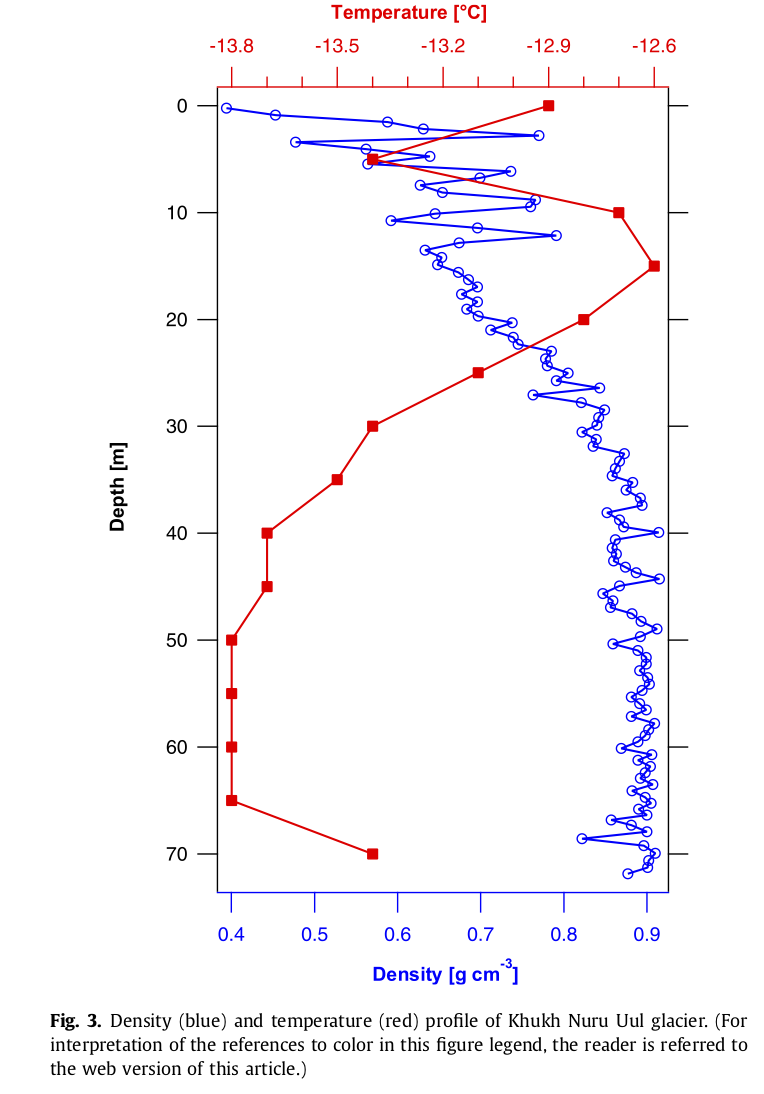 Temperature [°C]
-13.8 -13.5 -13.2 -12.9 -12.6
0
10
20
30
40
50
60
70
Depth [m]
0.4 0.5 0.6 0.7 0.8 0.9
Density [g cm-3]
Fig. 3. Density (blue) and temperature (red) profile of Khukh Nuru Uul glacier. (For
interpretation of the references to color in this figure legend, the reader is referred to
the web version of this article.)